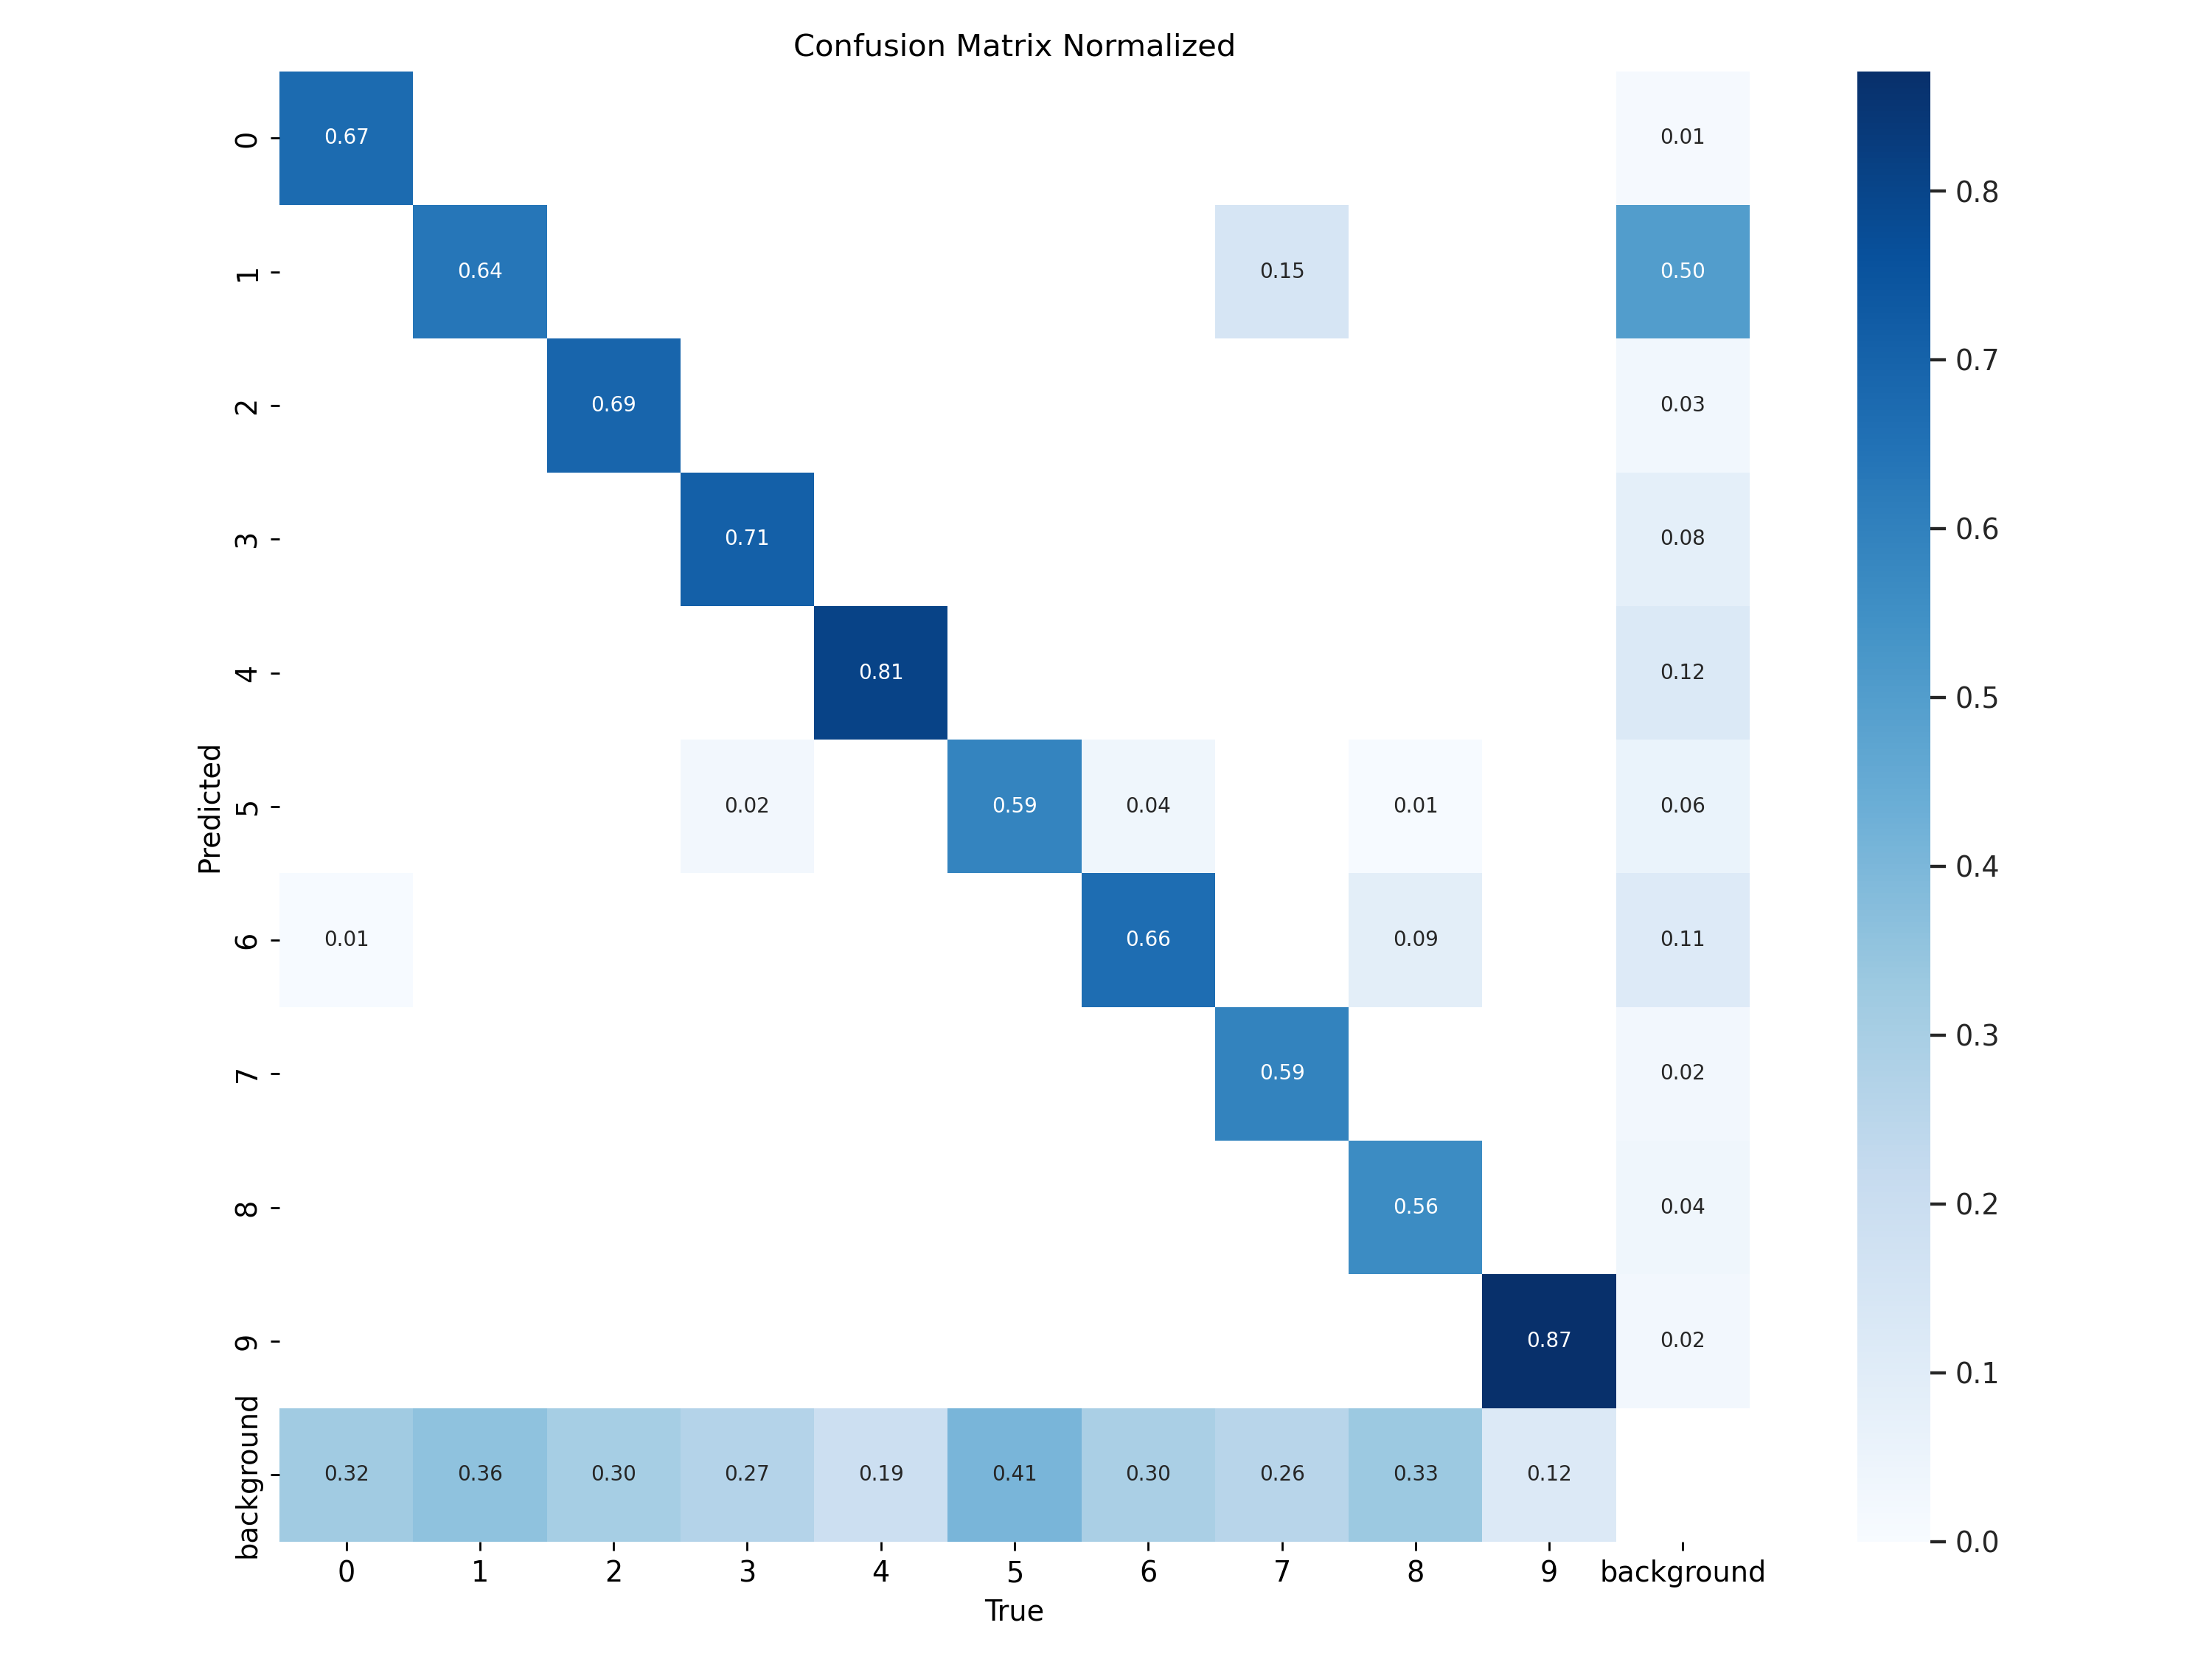 Confusion Matrix Normalized
0 0.67 0.01
1 0.64 0.15 0.50
2 0.69 0.03
3 0.71 0.08
4 0.81 0.12
5 0.02 0.59 0.04 0.01 0.06
6 0.01 0.66 0.09 0.11
7 0.59 0.02
8 0.56 0.04
9 0.87 0.02
background 0.32 0.36 0.30 0.27 0.19 0.41 0.30 0.26 0.33 0.12
0 1 2 3 4 5 6 7 8 9 background
True
Predicted
0.8
0.7
0.6
0.5
0.4
0.3
0.2
0.1
0.0